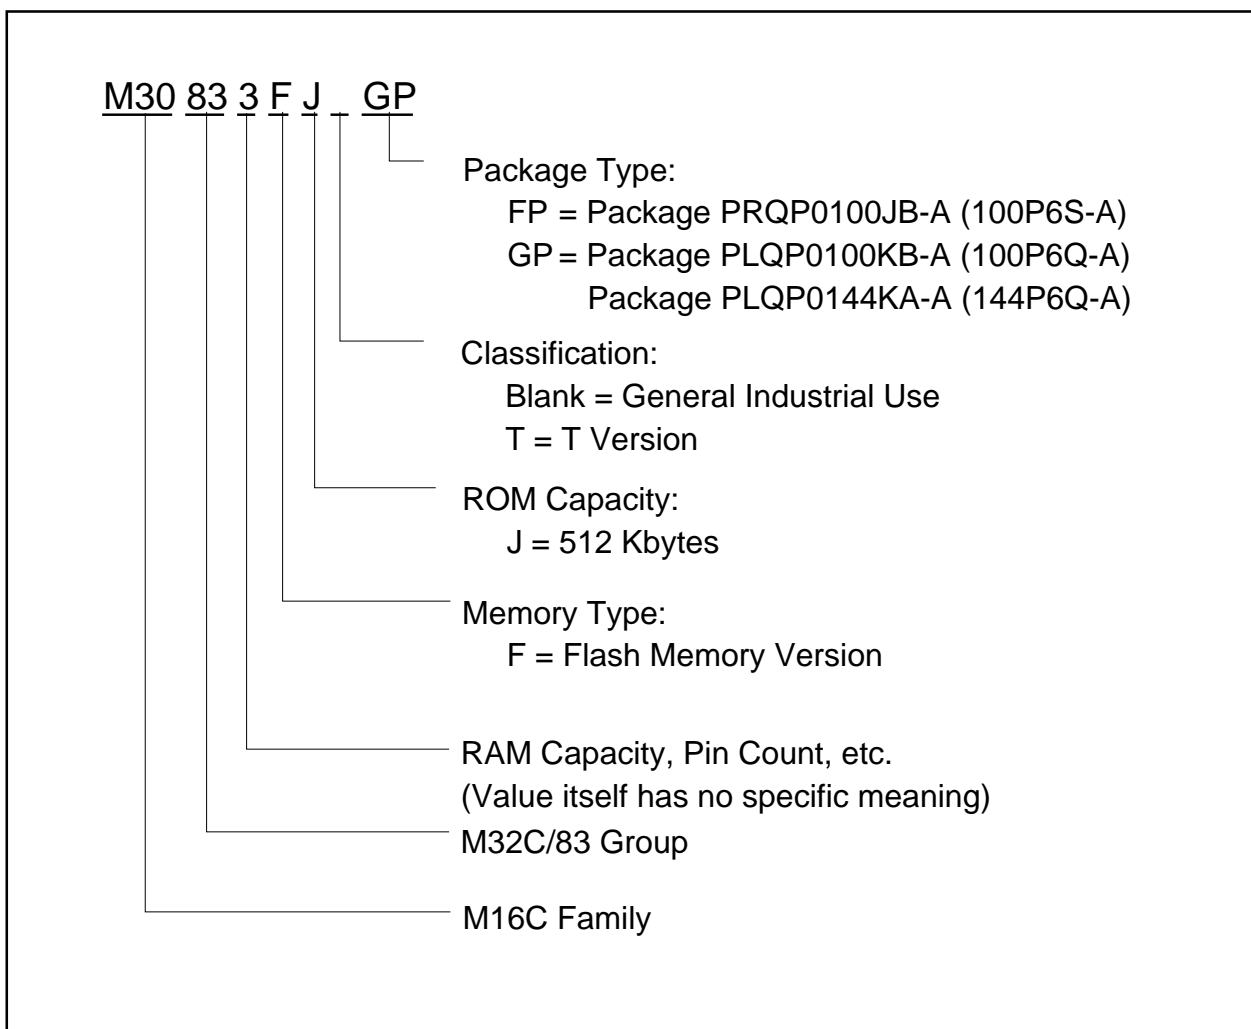 M30 83 3 F J _ GP
Package Type:
FP = Package PRQP0100JB-A (100P6S-A)
GP = Package PLQP0100KB-A (100P6Q-A)
Package PLQP0144KA-A (144P6Q-A)
Classification:
Blank = General Industrial Use
T = T Version
ROM Capacity:
J = 512 Kbytes
Memory Type:
F = Flash Memory Version
RAM Capacity, Pin Count, etc.
(Value itself has no specific meaning)
M32C/83 Group
M16C Family